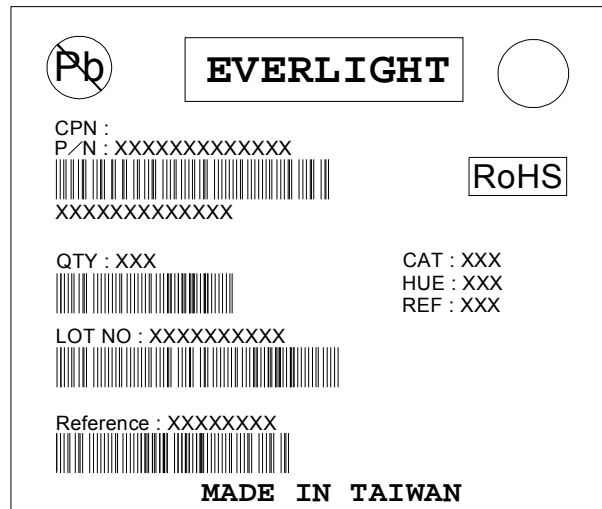 Pb
EVERLIGHT
CPN :
P/N : XXXXXXXXXXXXX
RoHS
XXXXXXXXXXXXX
QTY : XXX
CAT : XXX
HUE : XXX
REF : XXX
LOT NO : XXXXXXXXXX
Reference : XXXXXXXX
MADE IN TAIWAN